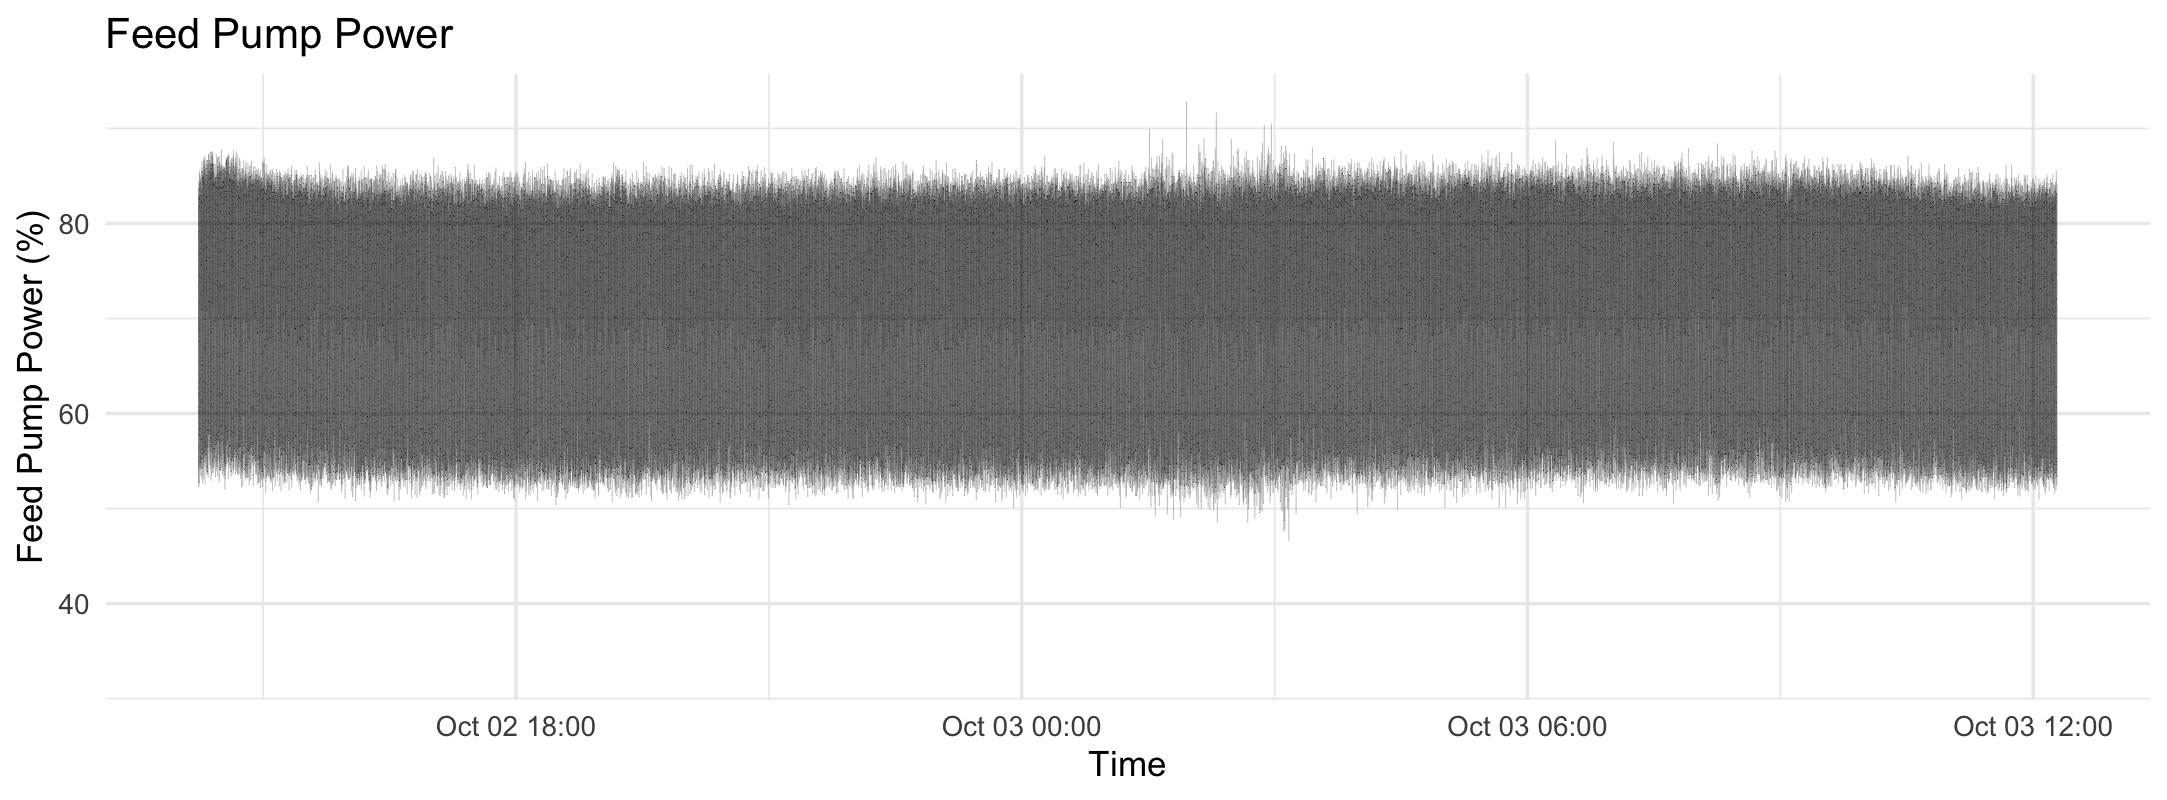 Feed Pump Power
Feed Pump Power (%)
80
60
40
Oct 02 18:00
Oct 03 00:00
Oct 03 06:00
Oct 03 12:00
Time